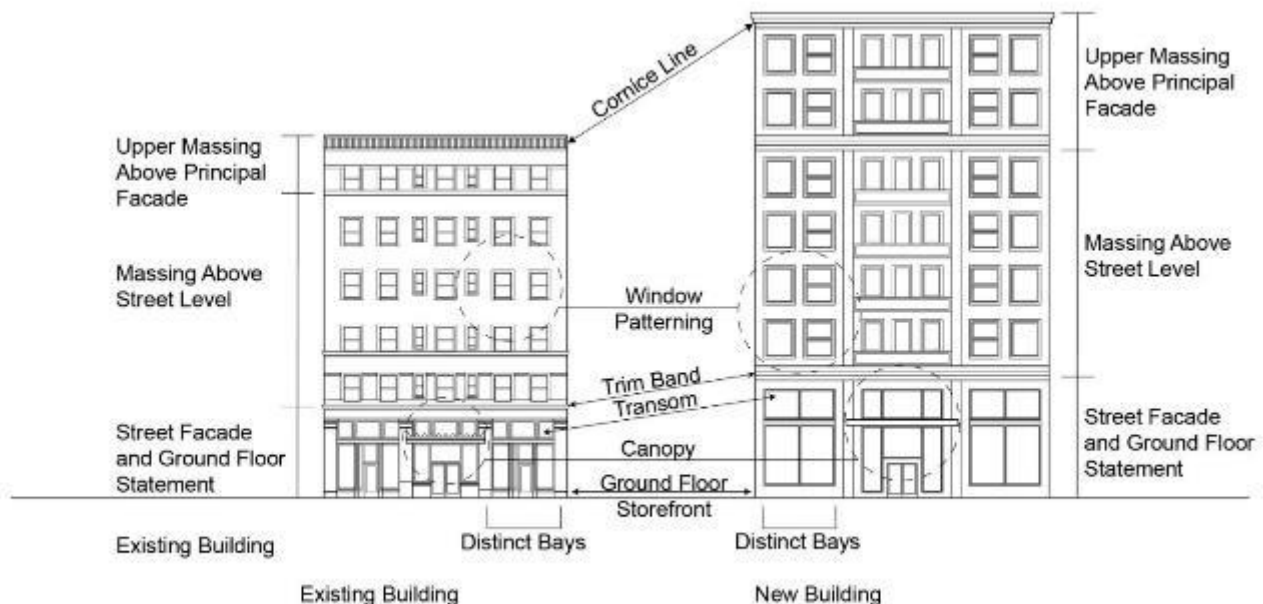 Cornice Line
Upper Massing
Above Principal
Facade
Upper Massing
Above Principal
Facade
Massing Above
Street Level
Window
Patterning
Massing Above
Street Level
Trim Band
Transom
Street Facade
and Ground Floor
Statement
Canopy
Street Facade
and Ground Floor
Statement
Ground Floor
Storefront
Existing Building
Distinct Bays
Distinct Bays
Existing Building
New Building